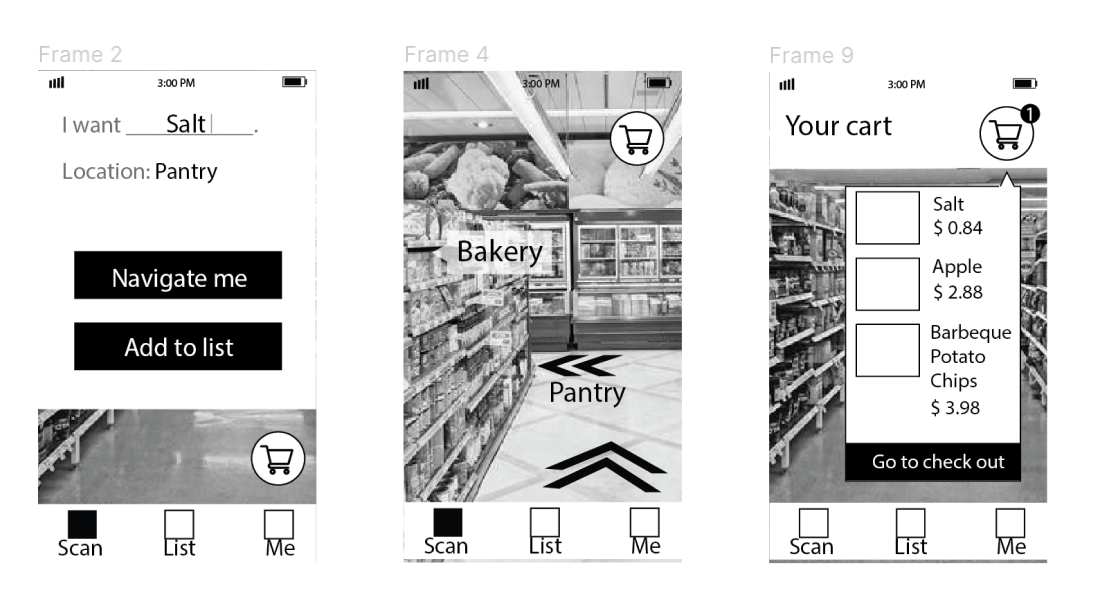 Frame 2
3:00 PM
I want ____Salt____.
Location: Pantry
Navigate me
Add to list
Scan
List
Me
Frame 4
3:00 PM
Bakery
Pantry
Scan
List
Me
Frame 9
3:00 PM
Your cart
1
Salt
$ 0.84
Apple
$ 2.88
Barbeque
Potato
Chips
$ 3.98
Go to check out
Scan
List
Me